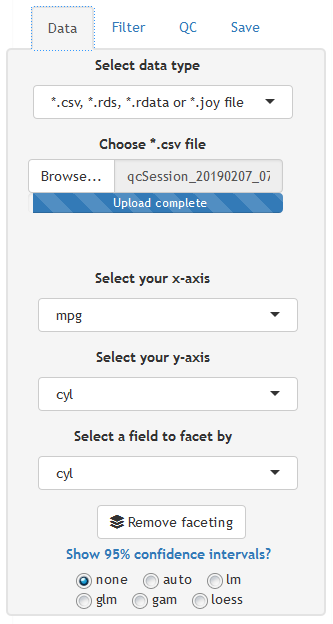 Data Filter QC Save
Select data type
*.csv, *.rds, *.rdata or *.joy file
Choose *.csv file
Browse... qcSession_20190207_07
Upload complete
Select your x-axis
mpg
Select your y-axis
cyl
Select a field to facet by
cyl
Remove faceting
Show 95% confidence intervals?
none auto lm
glm gam loess